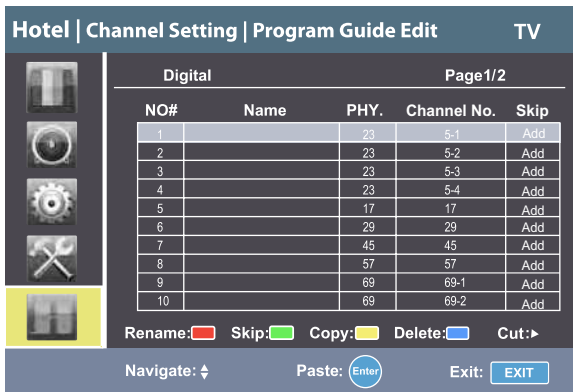 Hotel | Channel Setting | Program Guide Edit TV
Digital Page1/2
NO# Name PHY. Channel No. Skip
1 23 5-1 Add
2 23 5-2 Add
3 23 5-3 Add
4 23 5-4 Add
5 17 17 Add
6 29 29 Add
7 45 45 Add
8 57 57 Add
9 69 69-1 Add
10 69 69-2 Add
Rename: Skip: Copy: Delete: Cut:
Navigate: Paste: Enter Exit: EXIT